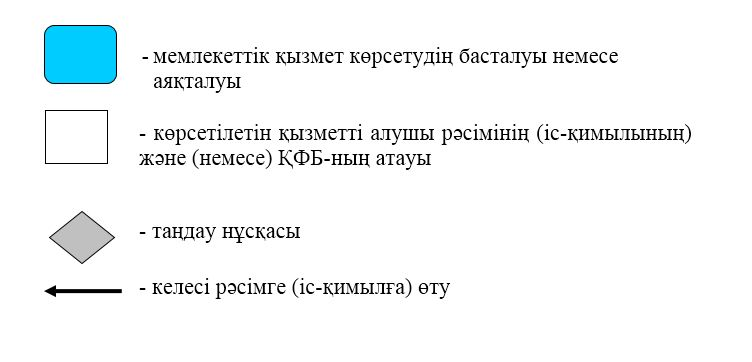 - мемлекеттік қызмет көрсетудің басталуы немесе
аяқталуы
- көрсетілетін қызметті алушы рәсімінің (іс-қимылының)
және (немесе) ҚФБ-ның атауы
- таңдау нұсқасы
- келесі рәсімге (іс-қимылға) өту